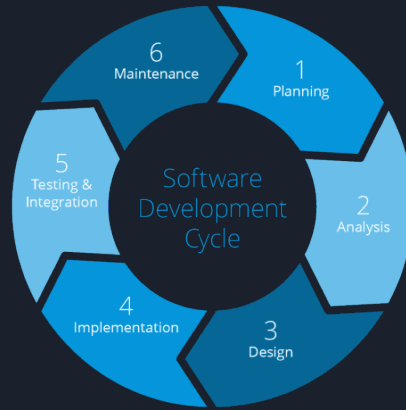 Software
Development
Cycle
1
Planning
2
Analysis
3
Design
4
Implementation
5
Testing &
Integration
6
Maintenance